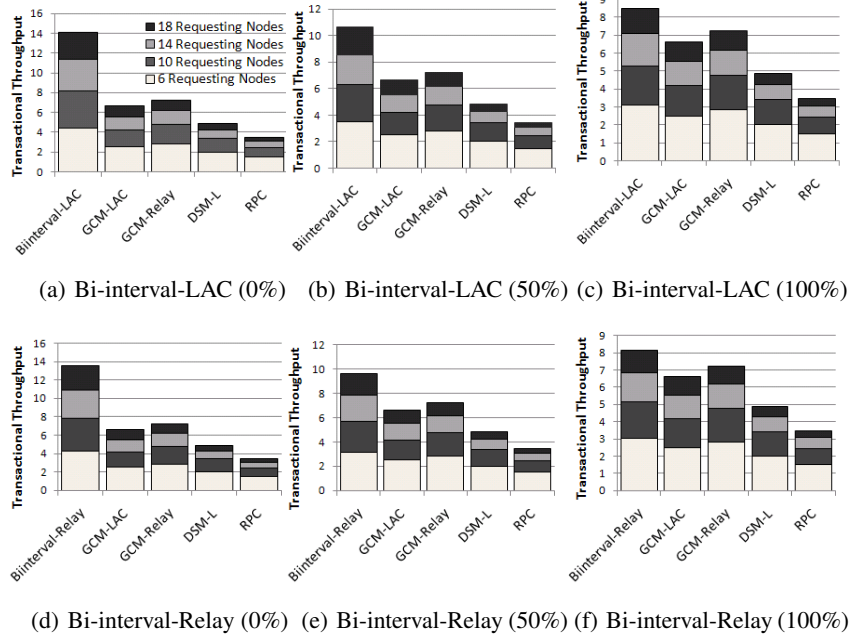 Transactional Throughput
16
14
12
10
8
6
4
2
0
18 Requesting Nodes
14 Requesting Nodes
10 Requesting Nodes
6 Requesting Nodes
Biinterval-LAC
GCM-LAC
GCM-Relay
DSM-L
RPC
(a) Bi-interval-LAC (0%)
Transactional Throughput
12
10
8
6
4
2
0
Biinterval-LAC
GCM-LAC
GCM-Relay
DSM-L
RPC
(b) Bi-interval-LAC (50%)
Transactional Throughput
9
8
7
6
5
4
3
2
1
0
Biinterval-LAC
GCM-LAC
GCM-Relay
DSM-L
RPC
(c) Bi-interval-LAC (100%)
Transactional Throughput
16
14
12
10
8
6
4
2
0
Biinterval-Relay
GCM-LAC
GCM-Relay
DSM-L
RPC
(d) Bi-interval-Relay (0%)
Transactional Throughput
12
10
8
6
4
2
0
Biinterval-Relay
GCM-LAC
GCM-Relay
DSM-L
RPC
(e) Bi-interval-Relay (50%)
Transactional Throughput
9
8
7
6
5
4
3
2
1
0
Biinterval-Relay
GCM-LAC
GCM-Relay
DSM-L
RPC
(f) Bi-interval-Relay (100%)